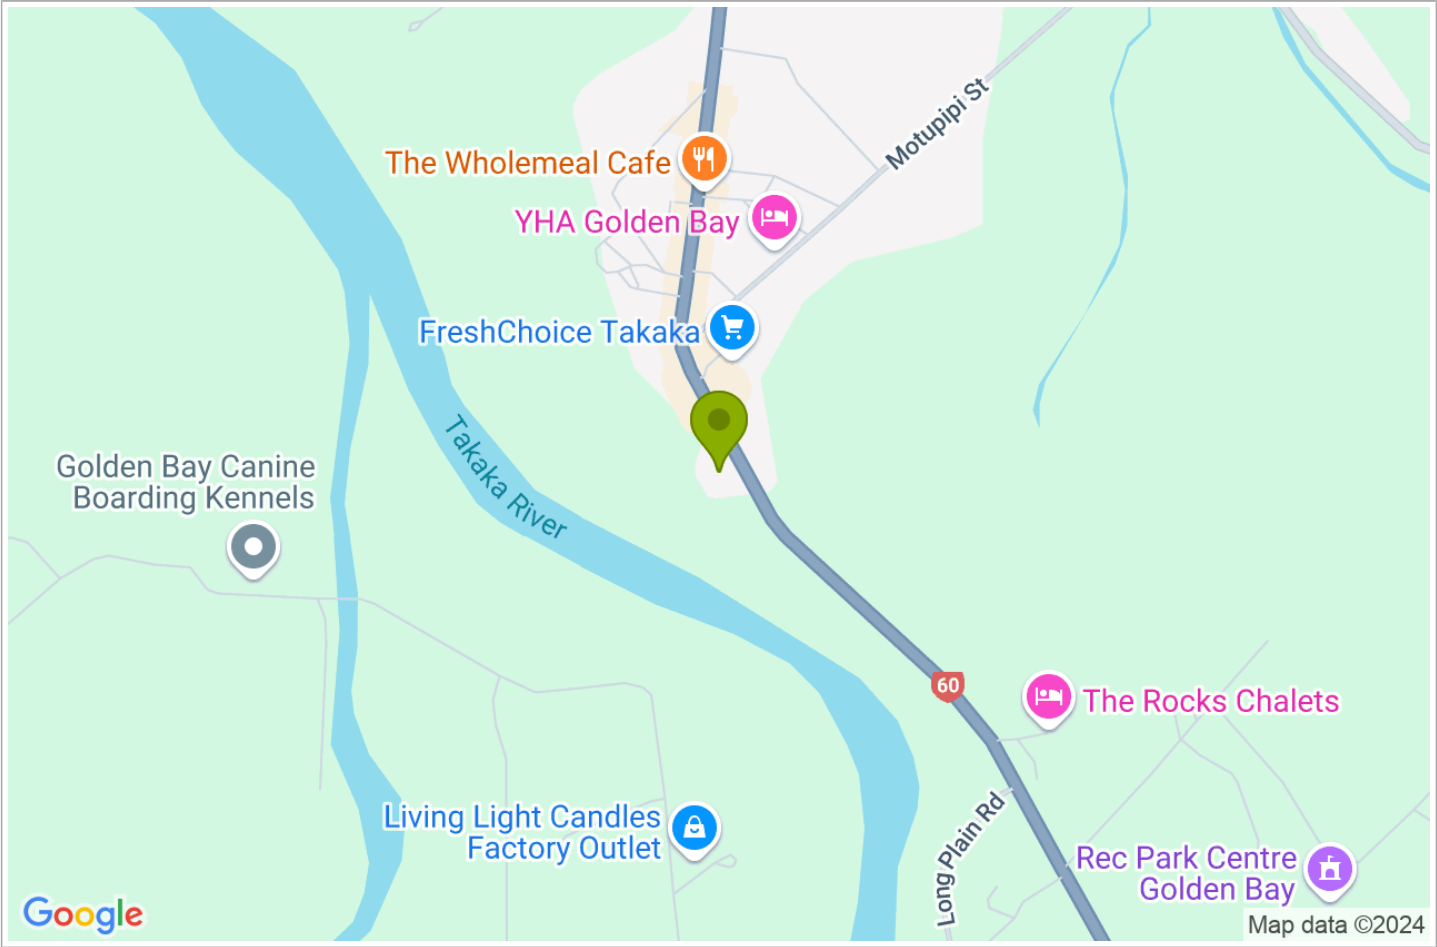 Motupipi St
The Wholemeal Cafe
YHA Golden Bay
FreshChoice Takaka
Takaka River
Golden Bay Canine
Boarding Kennels
60
The Rocks Chalets
Long Plain Rd
Living Light Candles
Factory Outlet
Rec Park Centre
Golden Bay
Google
Map data ©2024